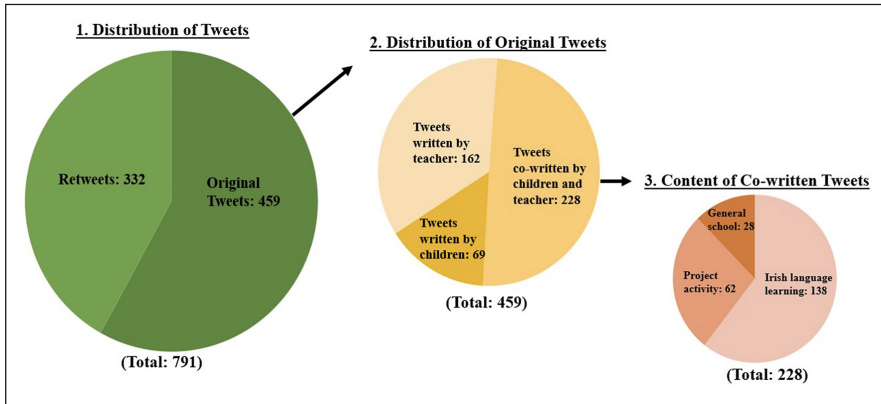 1. Distribution of Tweets
Retweets: 332
Original
Tweets: 459
(Total: 791)
2. Distribution of Original Tweets
Tweets
written by
teacher: 162
Tweets
co-written by
children and
teacher: 228
Tweets
written by
children: 69
(Total: 459)
3. Content of Co-written Tweets
General
school: 28
Project
activity: 62
Irish language
learning: 138
(Total: 228)